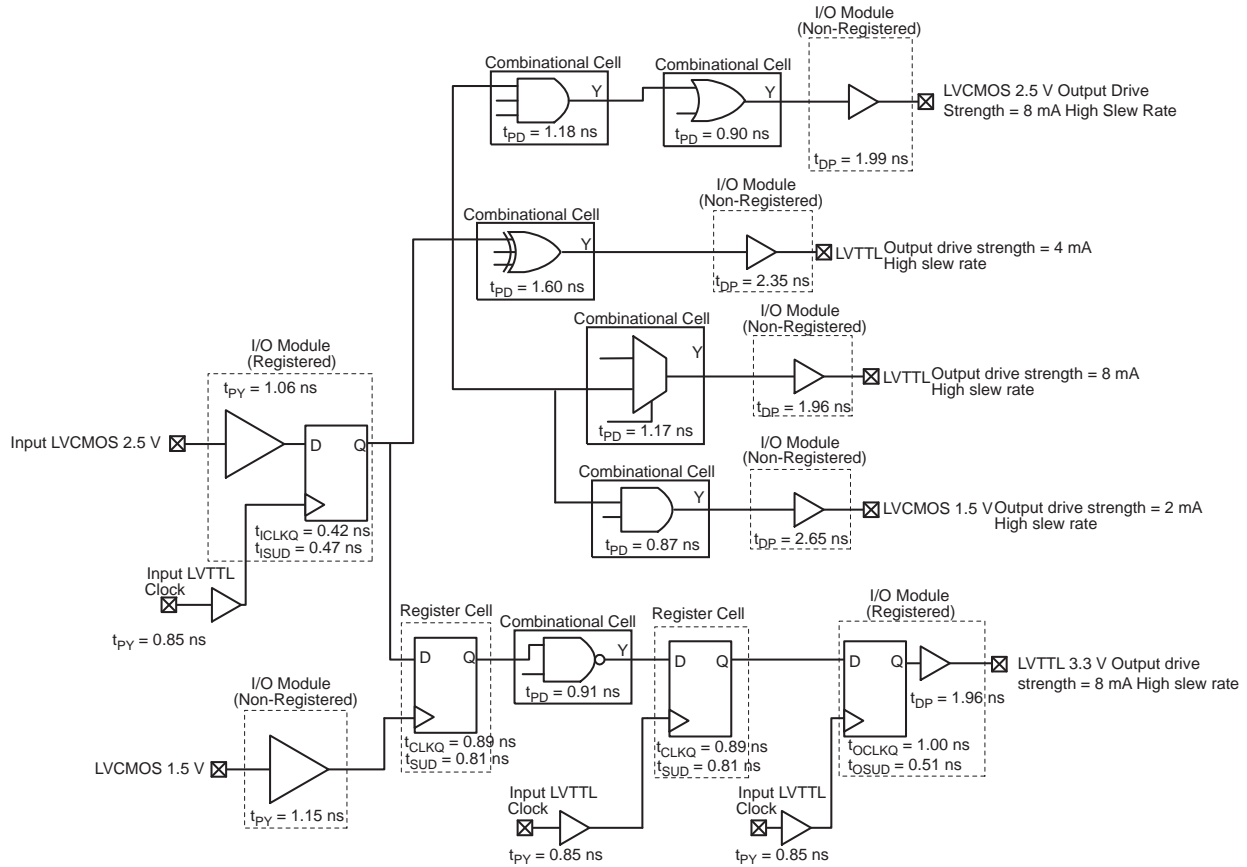 I/O Module
(Non-Registered)
Combinational Cell
Y
tPD = 1.18 ns
Combinational Cell
Y
tPD = 0.90 ns
tDP = 1.99 ns
LVCMOS 2.5 V Output Drive
Strength = 8 mA High Slew Rate
I/O Module
(Non-Registered)
Combinational Cell
Y
tPD = 1.60 ns
tDP = 2.35 ns
LVTTL Output drive strength = 4 mA
High slew rate
Combinational Cell
Y
tPD = 1.17 ns
I/O Module
(Non-Registered)
tDP = 1.96 ns
LVTTL Output drive strength = 8 mA
High slew rate
I/O Module
(Registered)
tPY = 1.06 ns
Input LVCMOS 2.5 V
D
Q
tICLKQ = 0.42 ns
tISUD = 0.47 ns
Input LVTTL
Clock
tPY = 0.85 ns
Combinational Cell
Y
tPD = 0.87 ns
I/O Module
(Non-Registered)
tDP = 2.65 ns
LVCMOS 1.5 V Output drive strength = 2 mA
High slew rate
I/O Module
(Non-Registered)
LVCMOS 1.5 V
tPY = 1.15 ns
Register Cell
D
Q
tCLKQ = 0.89 ns
tSUD = 0.81 ns
Combinational Cell
Y
tPD = 0.91 ns
Register Cell
D
Q
tCLKQ = 0.89 ns
tSUD = 0.81 ns
Input LVTTL
Clock
tPY = 0.85 ns
I/O Module
(Registered)
D
Q
tDP = 1.96 ns
tOCLKQ = 1.00 ns
tOSUD = 0.51 ns
LVTTL 3.3 V Output drive
strength = 8 mA High slew rate
Input LVTTL
Clock
tPY = 0.85 ns